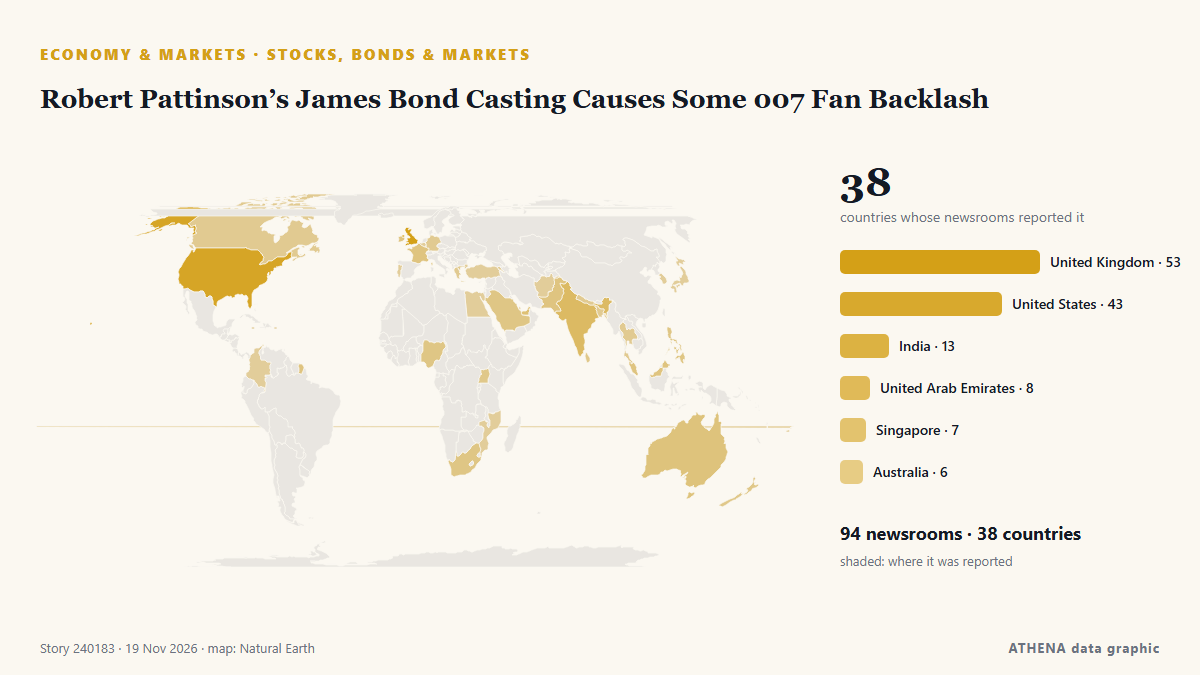 ECONOMY & MARKETS · STOCKS, BONDS & MARKETS
Robert Pattinson’s James Bond Casting Causes Some 007 Fan Backlash
38
countries whose newsrooms reported it
United Kingdom · 53
United States · 43
India · 13
United Arab Emirates · 8
Singapore · 7
Australia · 6
94 newsrooms · 38 countries
shaded: where it was reported
Story 240183 · 19 Nov 2026 · map: Natural Earth
ATHENA data graphic